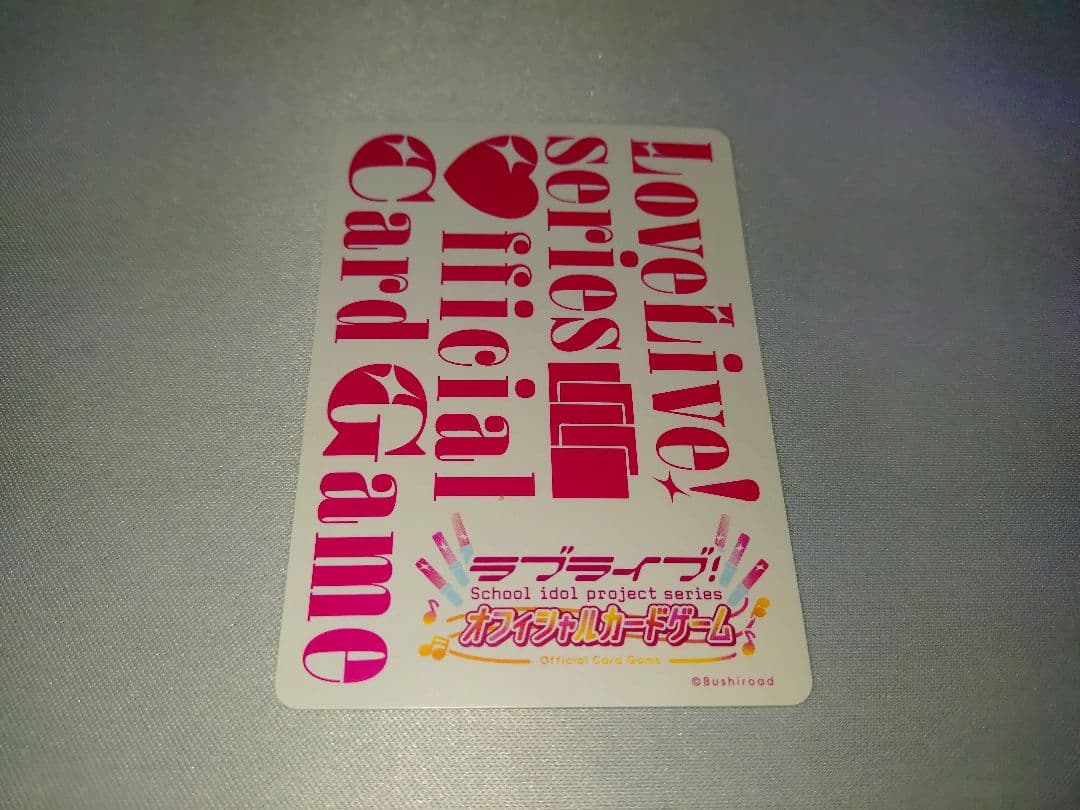 LoveLive!
series
♥fficial
Card Game
ラブライブ!
School idol project series
オフィシャルカードゲーム
Official Card Game
©Bushiroad